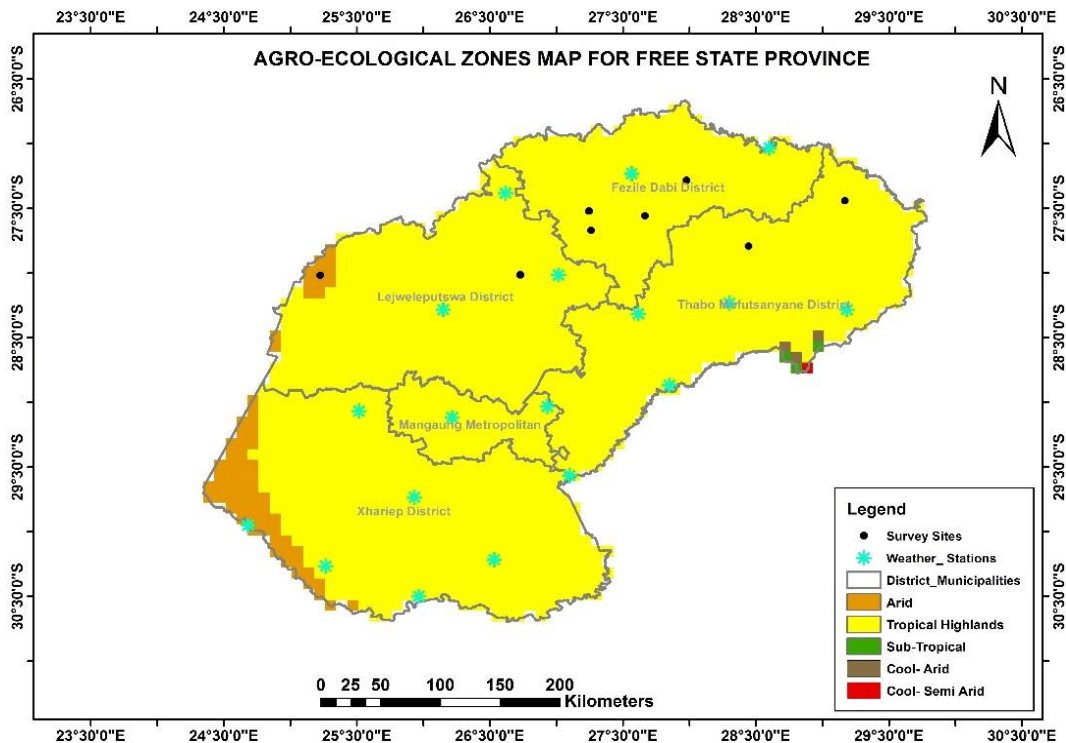 23°30'0"E 24°30'0"E 25°30'0"E 26°30'0"E 27°30'0"E 28°30'0"E 29°30'0"E 30°30'0"E
AGRO-ECOLOGICAL ZONES MAP FOR FREE STATE PROVINCE
N
26°30'0"S 26°30'0"S
27°30'0"S 27°30'0"S
28°30'0"S 28°30'0"S
29°30'0"S 29°30'0"S
30°30'0"S 30°30'0"S
Fezile Dabi District
Lejweleputswa District
Thabo Mofutsanyane District
Mangaung Metropolitan
Xhariep District
Legend
Survey Sites
Weather_ Stations
District_Municipalities
Arid
Tropical Highlands
Sub-Tropical
Cool- Arid
Cool- Semi Arid
0 25 50 100 150 200
Kilometers
23°30'0"E 24°30'0"E 25°30'0"E 26°30'0"E 27°30'0"E 28°30'0"E 29°30'0"E 30°30'0"E